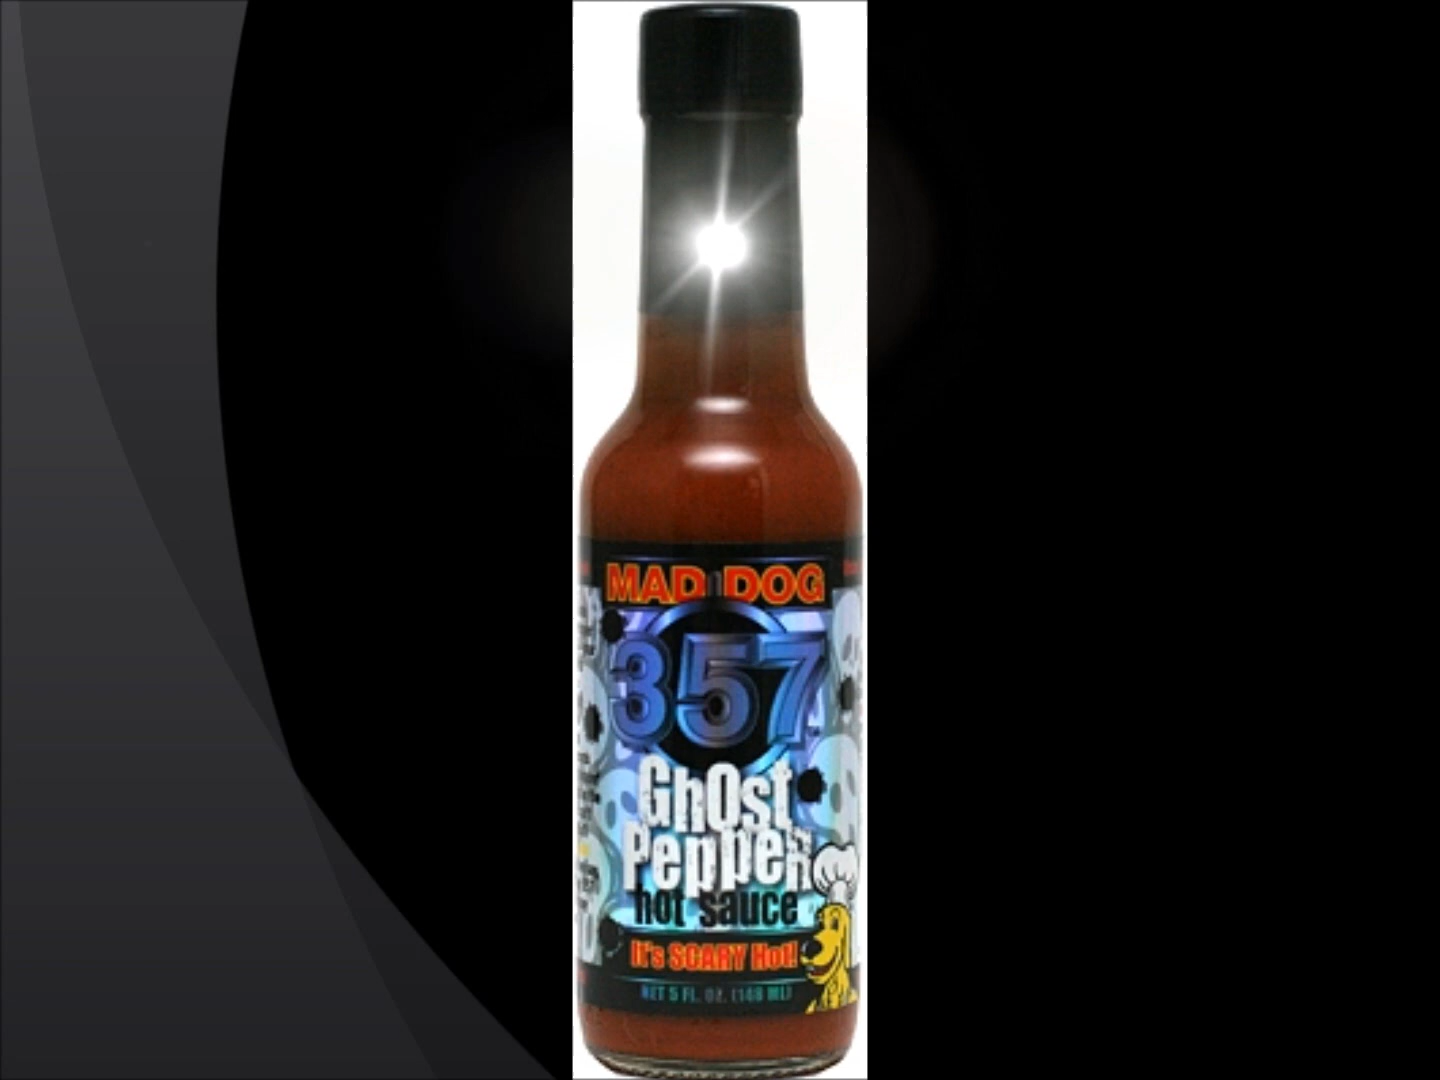 MAD DOG
357
Ghost
Pepper
hot sauce
It's SCARY Hot!
NET 5 FL. OZ. (148 ML)